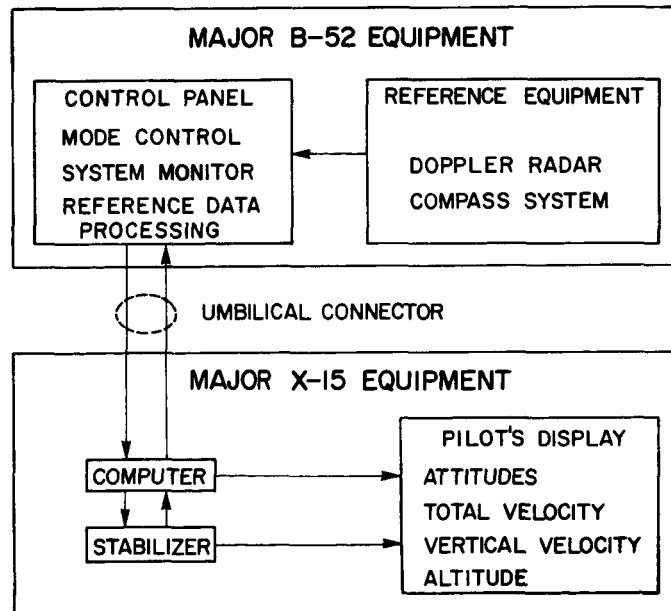 MAJOR B-52 EQUIPMENT
CONTROL PANEL
MODE CONTROL
SYSTEM MONITOR
REFERENCE DATA
PROCESSING
REFERENCE EQUIPMENT
DOPPLER RADAR
COMPASS SYSTEM
UMBILICAL CONNECTOR
MAJOR X-15 EQUIPMENT
COMPUTER
STABILIZER
PILOT'S DISPLAY
ATTITUDES
TOTAL VELOCITY
VERTICAL VELOCITY
ALTITUDE